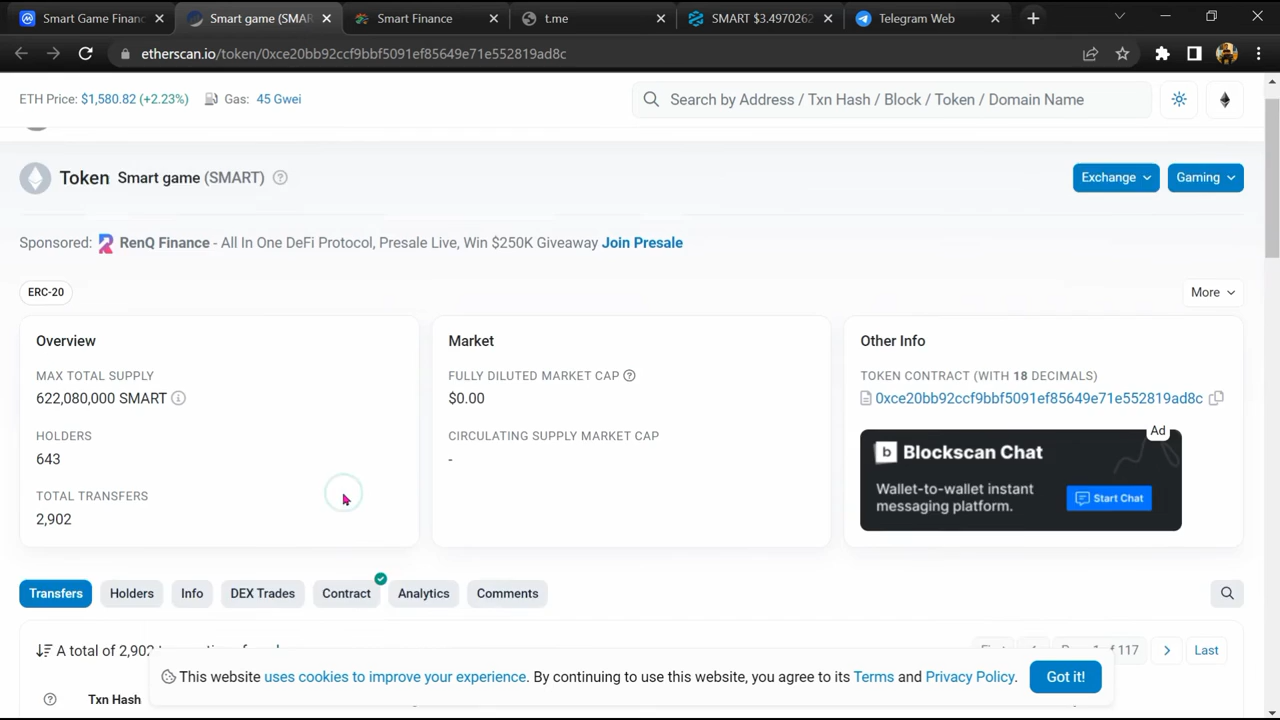 Smart Game Financ
Smart game (SMAR
Smart Finance
t.me
SMART $3.4970262
Telegram Web
etherscan.io/token/0xce20bb92ccf9bbf5091ef85649e71e552819ad8c
ETH Price: $1,580.82 (+2.23%)
Gas: 45 Gwei
Search by Address / Txn Hash / Block / Token / Domain Name
Token Smart game (SMART)
Exchange
Gaming
Sponsored: RenQ Finance - All In One DeFi Protocol, Presale Live, Win $250K Giveaway Join Presale
ERC-20
More
Overview
MAX TOTAL SUPPLY
622,080,000 SMART
HOLDERS
643
TOTAL TRANSFERS
2,902
Market
FULLY DILUTED MARKET CAP
$0.00
CIRCULATING SUPPLY MARKET CAP
-
Other Info
TOKEN CONTRACT (WITH 18 DECIMALS)
0xce20bb92ccf9bbf5091ef85649e71e552819ad8c
Ad
Blockscan Chat
Wallet-to-wallet instant
messaging platform.
Start Chat
Transfers
Holders
Info
DEX Trades
Contract
Analytics
Comments
A total of 2,902
of 117
Last
This website uses cookies to improve your experience. By continuing to use this website, you agree to its Terms and Privacy Policy.
Got it!
Txn Hash